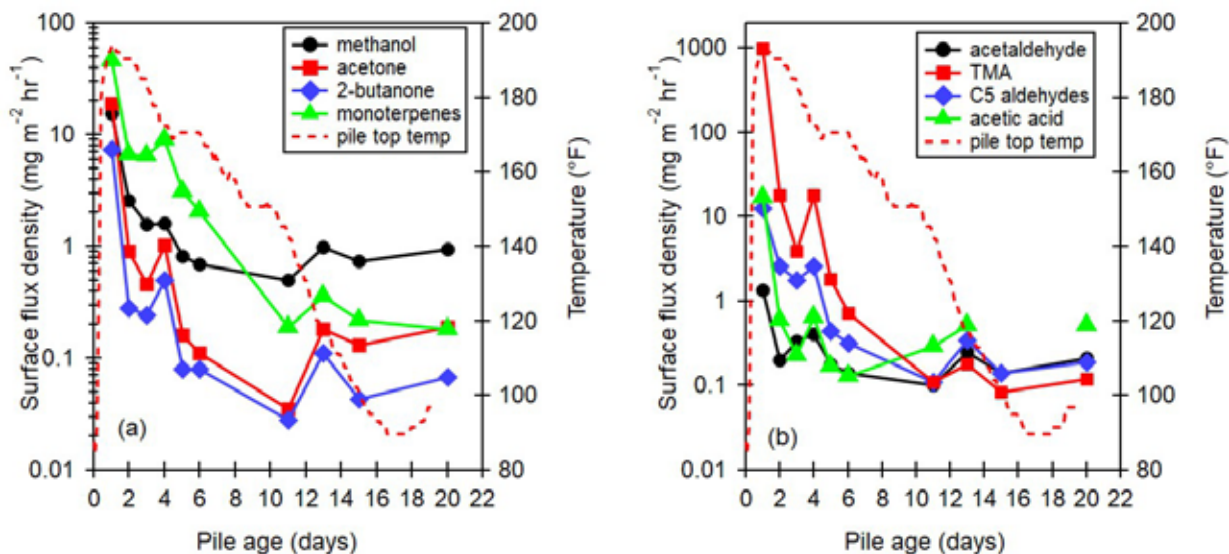 100
10
1
0.1
0.01
Surface flux density (mg m⁻² hr⁻¹)
methanol
acetone
2-butanone
monoterpenes
pile top temp
(a)
200
180
160
140
120
100
80
Temperature (°F)
0 2 4 6 8 10 12 14 16 18 20 22
Pile age (days)
1000
100
10
1
0.1
0.01
Surface flux density (mg m⁻² hr⁻¹)
acetaldehyde
TMA
C5 aldehydes
acetic acid
pile top temp
(b)
200
180
160
140
120
100
80
Temperature (°F)
0 2 4 6 8 10 12 14 16 18 20 22
Pile age (days)